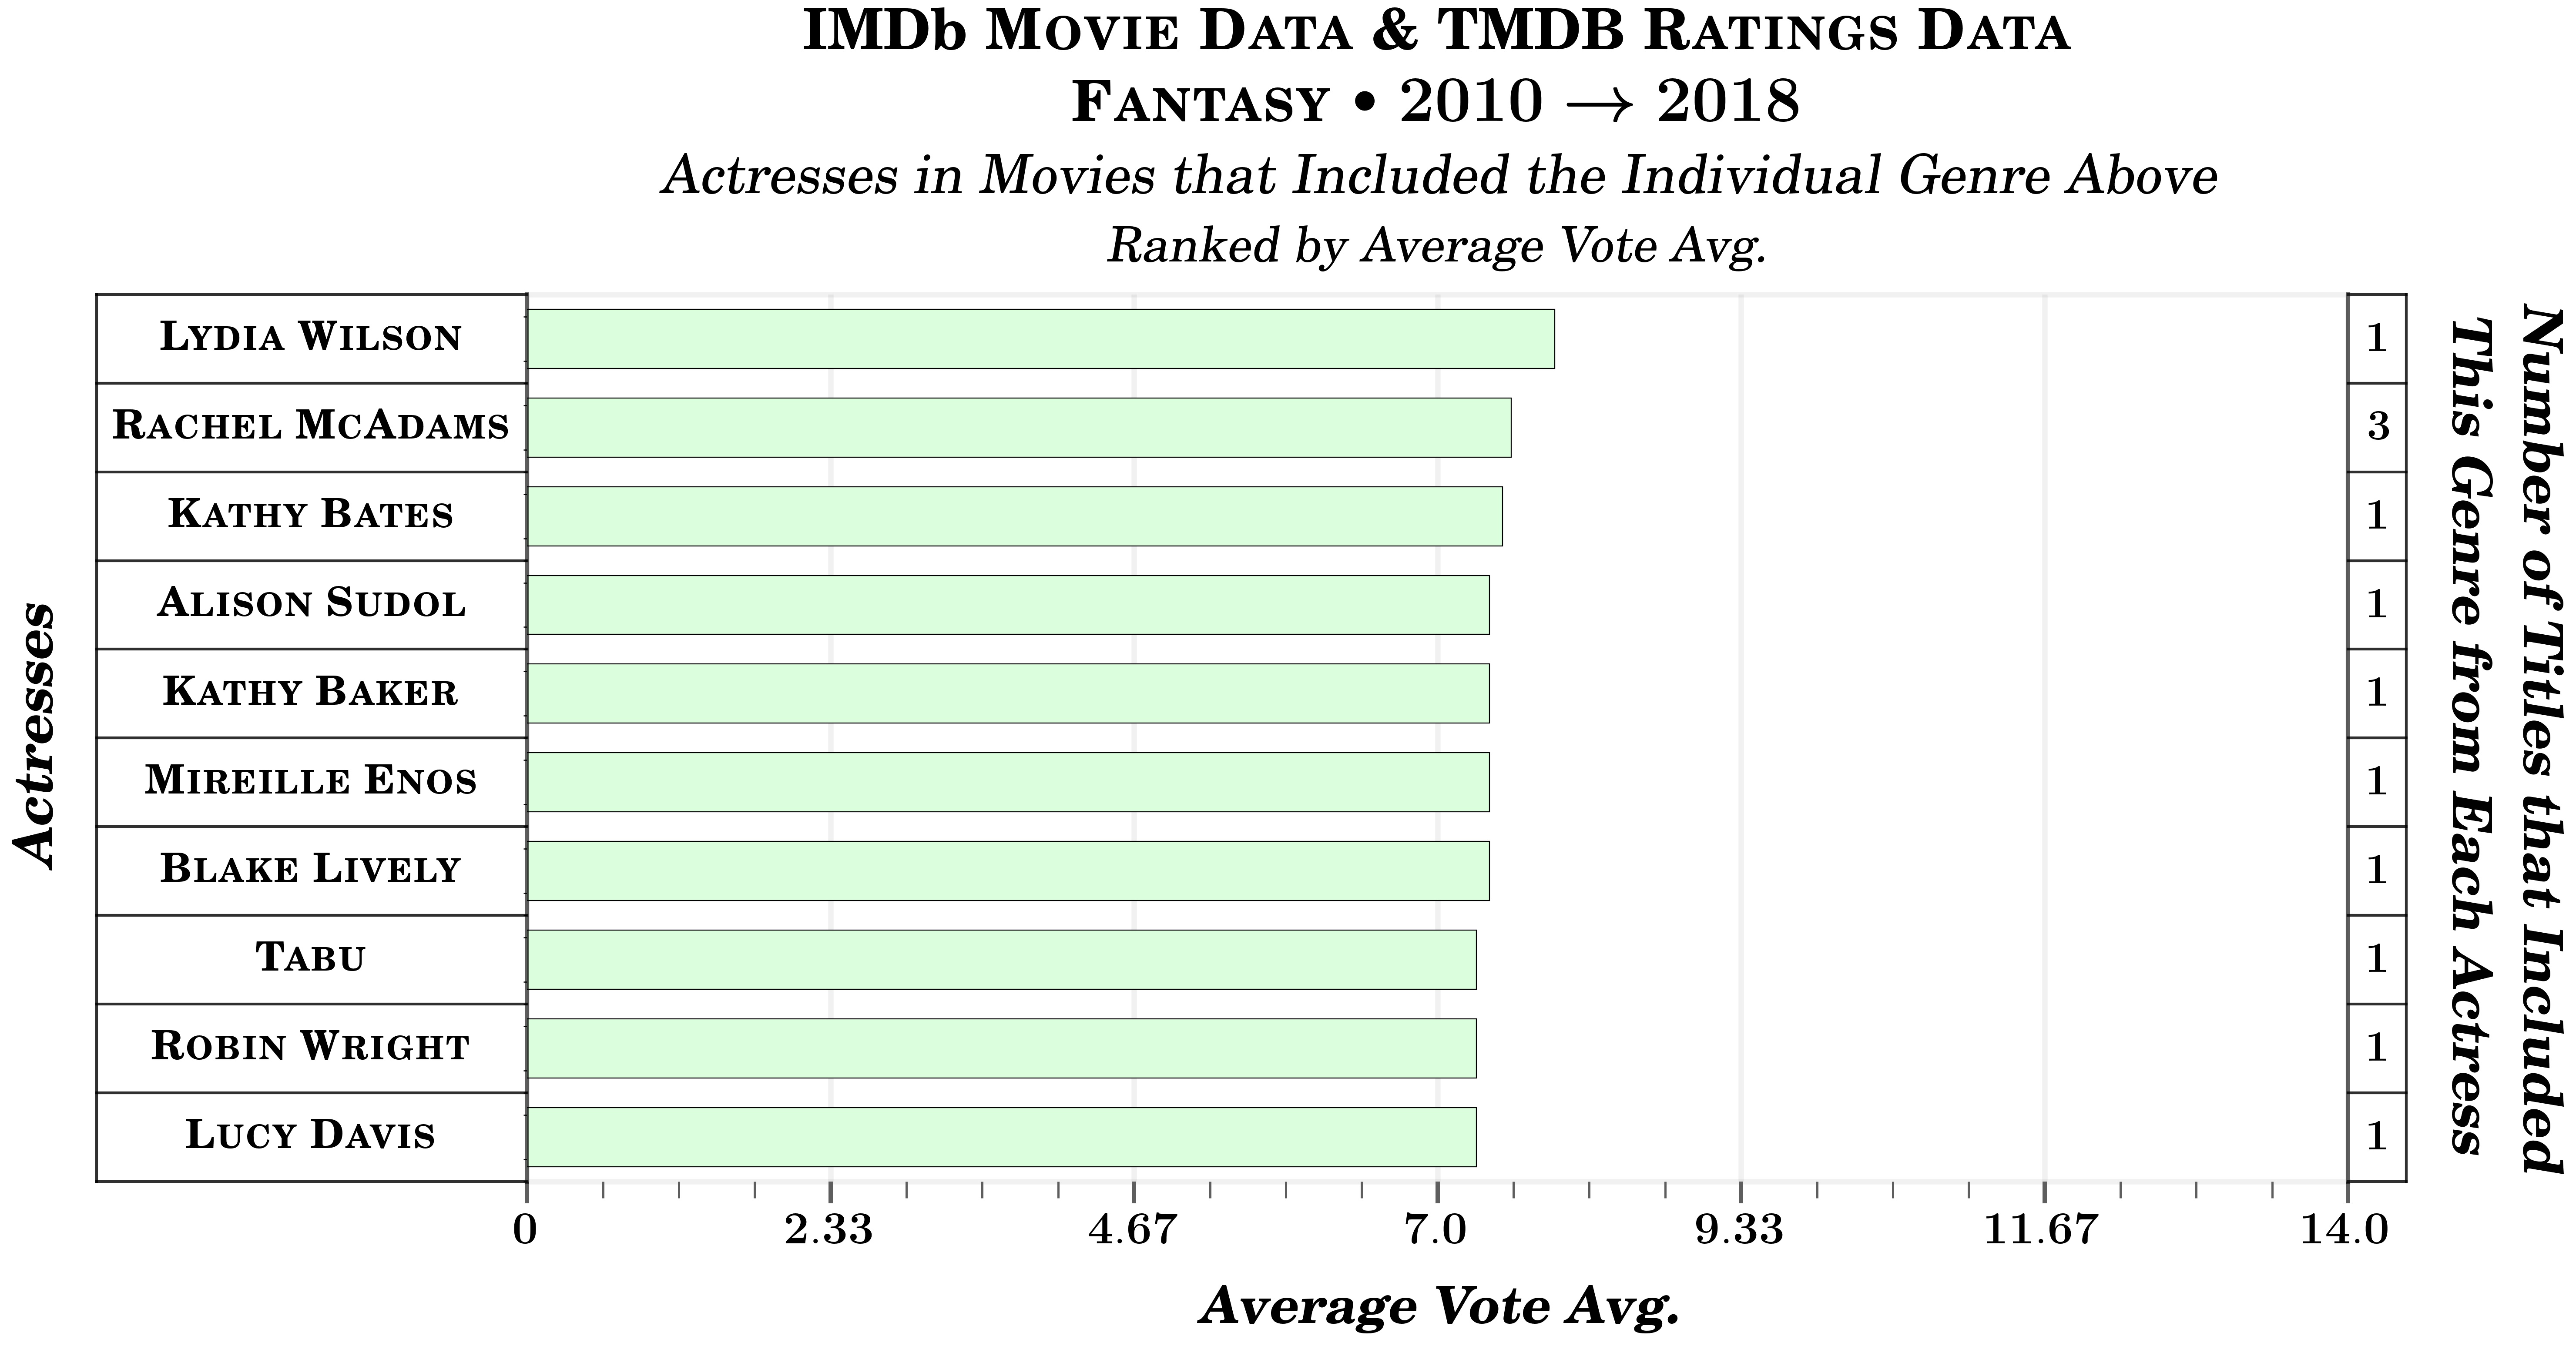 IMDb Movie Data & TMDB Ratings Data
Fantasy • 2010 → 2018
Actresses in Movies that Included the Individual Genre Above
Ranked by Average Vote Avg.
Actresses
Lydia Wilson 1
Rachel McAdams 3
Kathy Bates 1
Alison Sudol 1
Kathy Baker 1
Mireille Enos 1
Blake Lively 1
Tabu 1
Robin Wright 1
Lucy Davis 1
Number of Titles that Included
This Genre from Each Actress
0 2.33 4.67 7.0 9.33 11.67 14.0
Average Vote Avg.